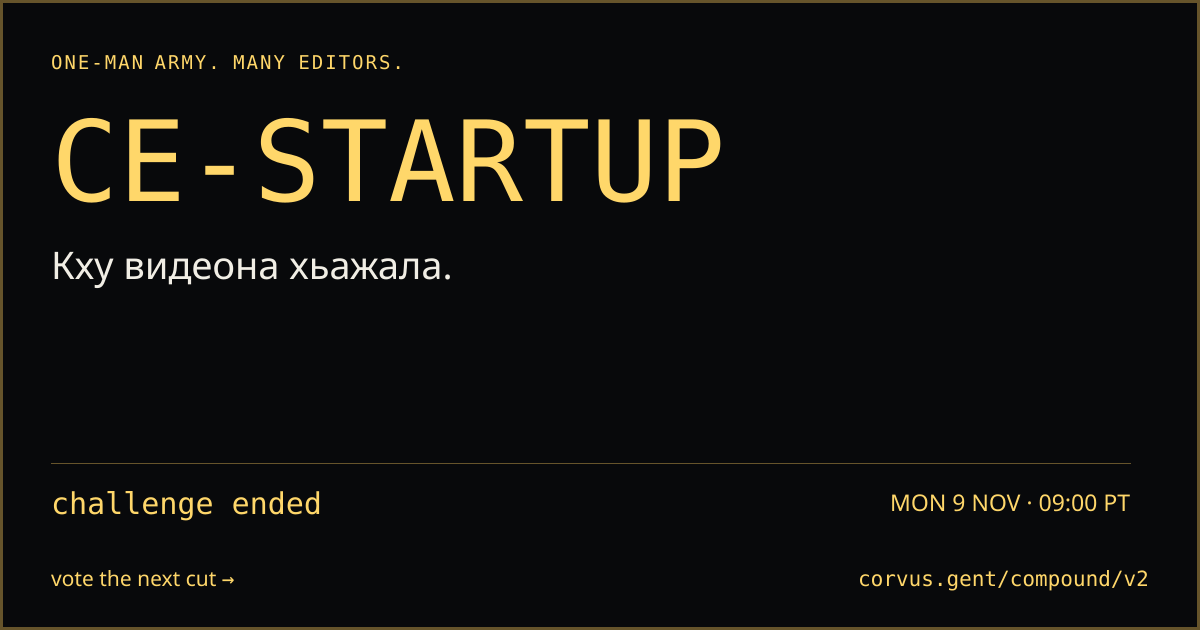 ONE-MAN ARMY. MANY EDITORS.
CE-STARTUP
Кху видеона хьажала.
challenge ended
MON 9 NOV · 09:00 PT
vote the next cut →
corvus.gent/compound/v2